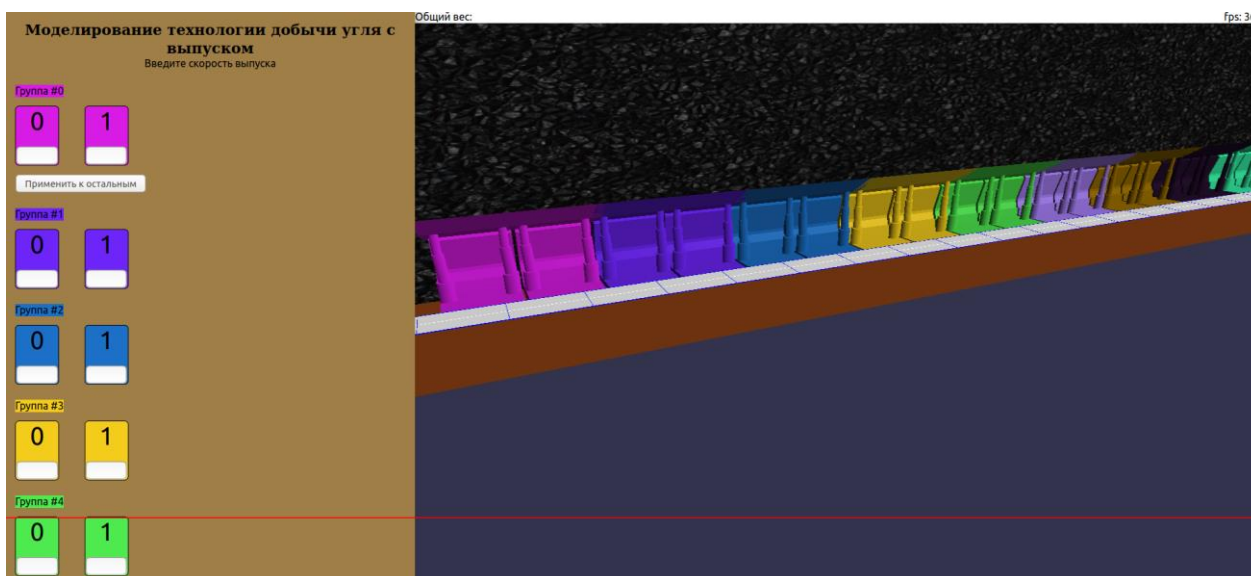 Моделирование технологии добычи угля с
выпуском
Введите скорость выпуска
Группа #0
0 1
Применить к остальным
Группа #1
0 1
Группа #2
0 1
Группа #3
0 1
Группа #4
0 1
Общий вес:
fps: